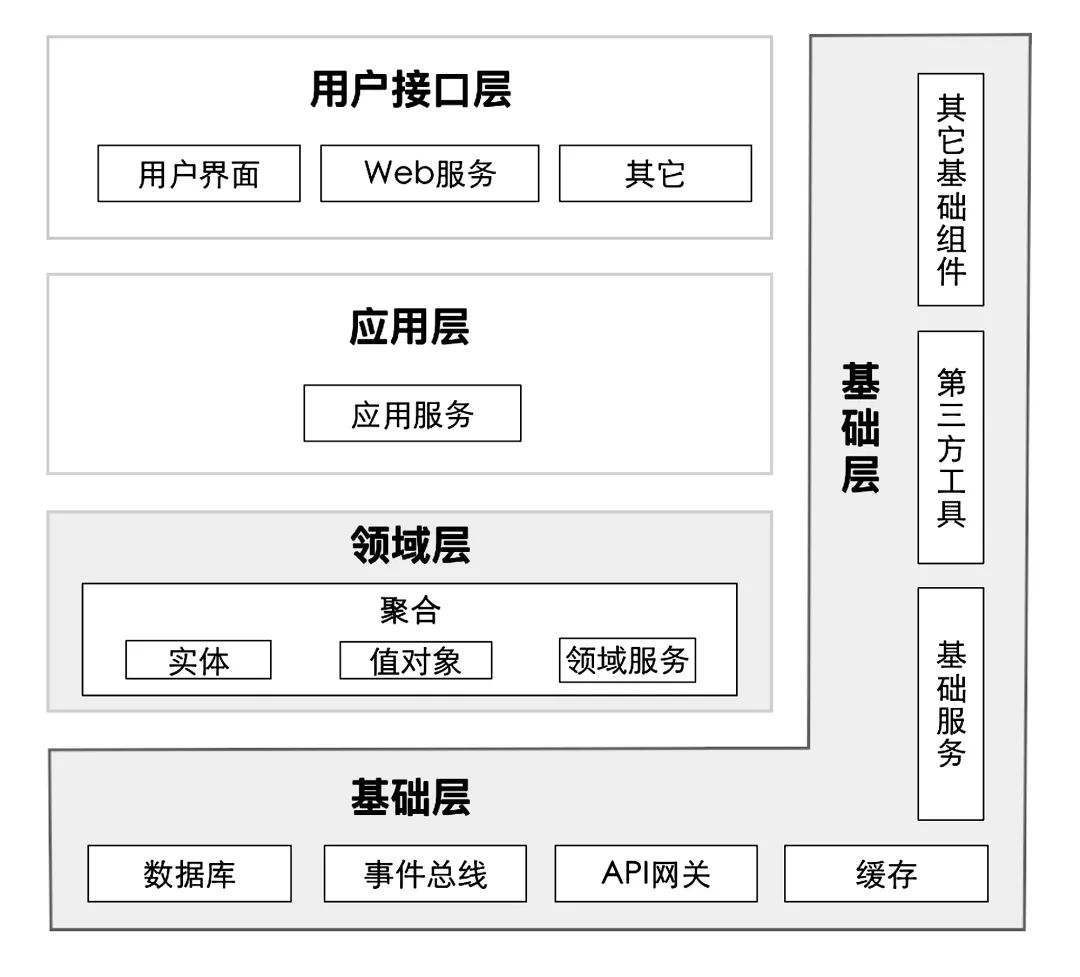 用户接口层
用户界面
Web服务
其它
应用层
应用服务
领域层
聚合
实体
值对象
领域服务
基础层
其它基础组件
第三方工具
基础服务
基础层
数据库
事件总线
API网关
缓存